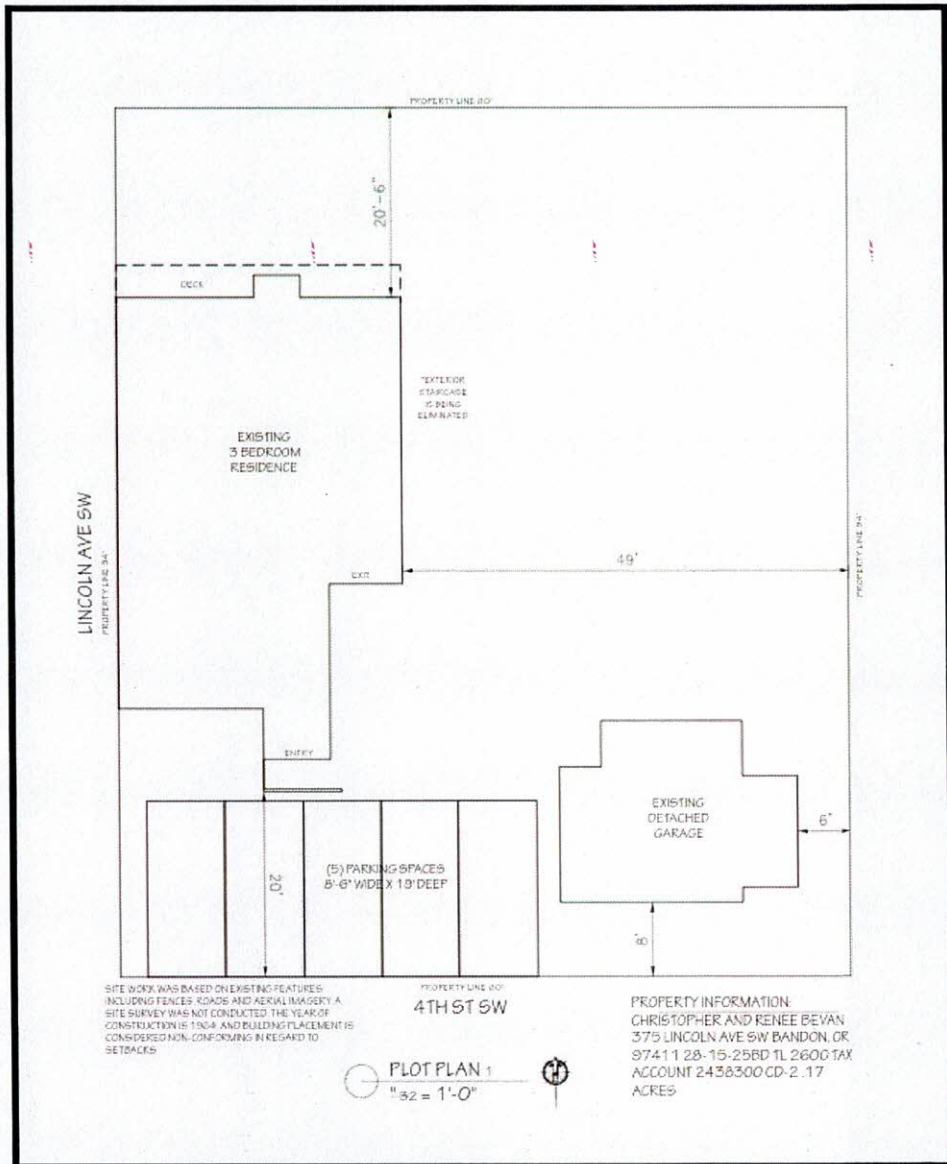 PROPERTY LINE 80'
20'-6"
DECK
*EXTERIOR
STAIRCASE
IS BEING
ELIMINATED
EXISTING
3 BEDROOM
RESIDENCE
LINCOLN AVE SW
PROPERTY LINE 94'
49'
PROPERTY LINE 94'
EXIT
ENTRY
EXISTING
DETACHED
GARAGE
6'
(5) PARKING SPACES
8'-6" WIDE X 19' DEEP
20'
8'
SITE WORK WAS BASED ON EXISTING FEATURES
INCLUDING FENCES, ROADS AND AERIAL IMAGERY. A
SITE SURVEY WAS NOT CONDUCTED. THE YEAR OF
CONSTRUCTION IS AND BUILDING PLACEMENT IS
CONSIDERED NON-CONFORMING IN REGARD TO
SETBACKS
PROPERTY LINE 80'
4TH ST SW
PROPERTY INFORMATION:
CHRISTOPHER AND RENEE BEVAN
375 LINCOLN AVE SW BANDON, OR
97411 28-15-25BD TL 2600 TAX
ACCOUNT 2438300 CD-2 .17
ACRES
PLOT PLAN 1
"32 = 1'-0"